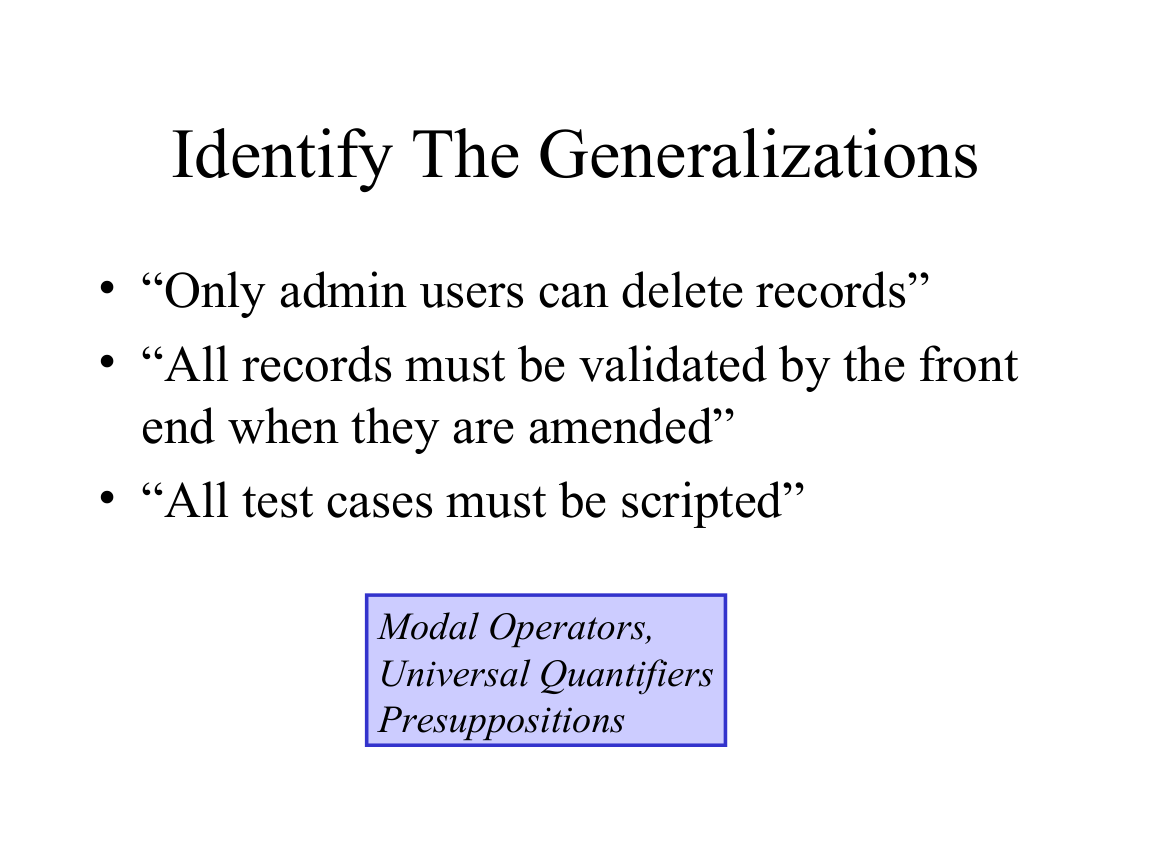 Identify The Generalizations
• “Only admin users can delete records”
• “All records must be validated by the front
end when they are amended”
• “All test cases must be scripted”
Modal Operators,
Universal Quantifiers
Presuppositions